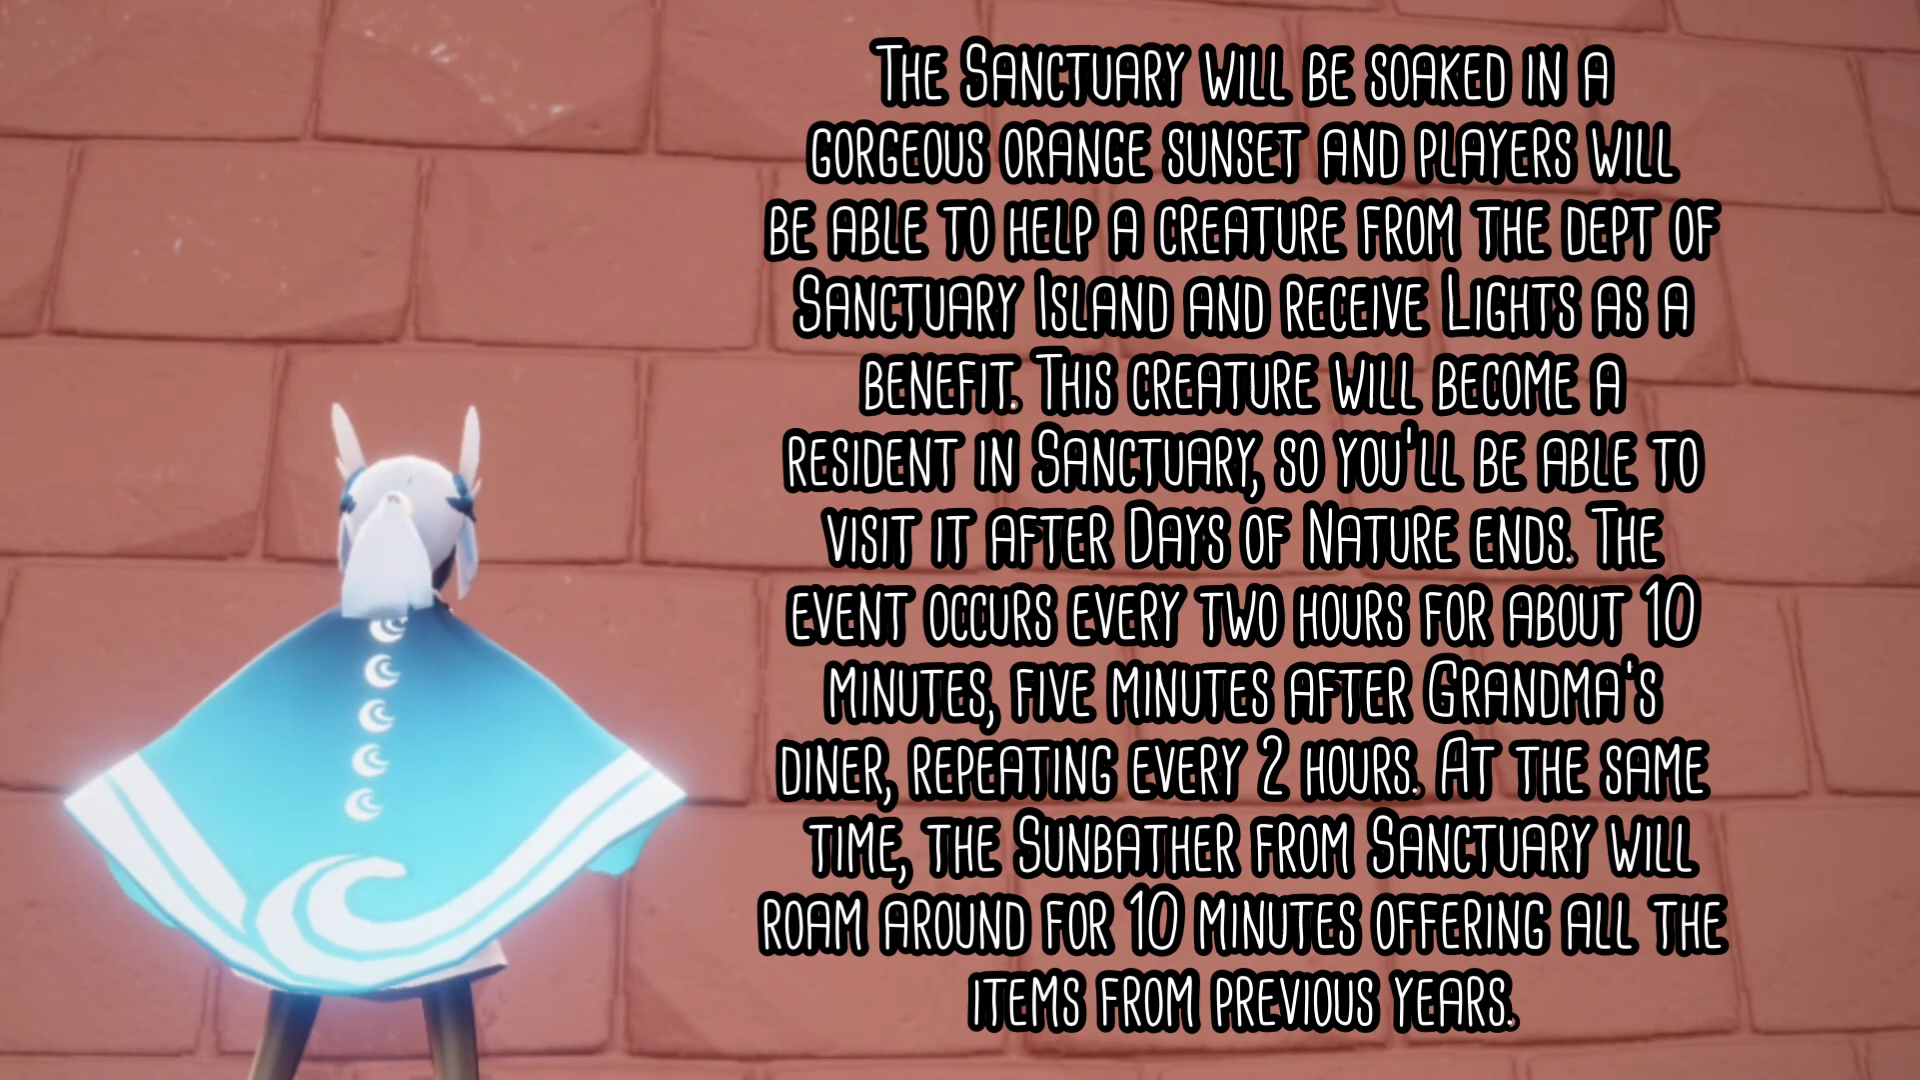 The Sanctuary will be soaked in a
gorgeous orange sunset and players will
be able to help a creature from the dept of
Sanctuary Island and receive Lights as a
benefit. This creature will become a
resident in Sanctuary, so you'll be able to
visit it after Days of Nature ends. The
event occurs every two hours for about 10
minutes, five minutes after Grandma's
diner, repeating every 2 hours. At the same
time, the Sunbather from Sanctuary will
roam around for 10 minutes offering all the
items from previous years.